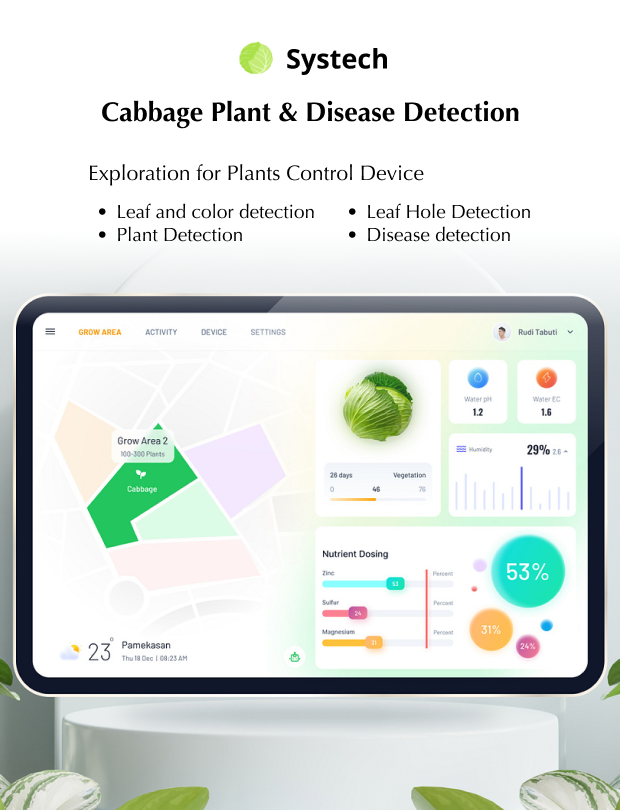 Systech
Cabbage Plant & Disease Detection
Exploration for Plants Control Device
• Leaf and color detection
• Plant Detection
• Leaf Hole Detection
• Disease detection
GROW AREA ACTIVITY DEVICE SETTINGS
Rudi Tabuti
Grow Area 2
100-300 Plants
Cabbage
23°
Pamekasan
Thu 18 Dec | 08:23 AM
28 days Vegetation
0 46 76
Water pH
1.2
Water EC
1.6
Humidity 29% 2.6
Nutrient Dosing
Zinc
53 Percent
Sulfur
24 Percent
Magnesium
31 Percent
53%
31%
24%